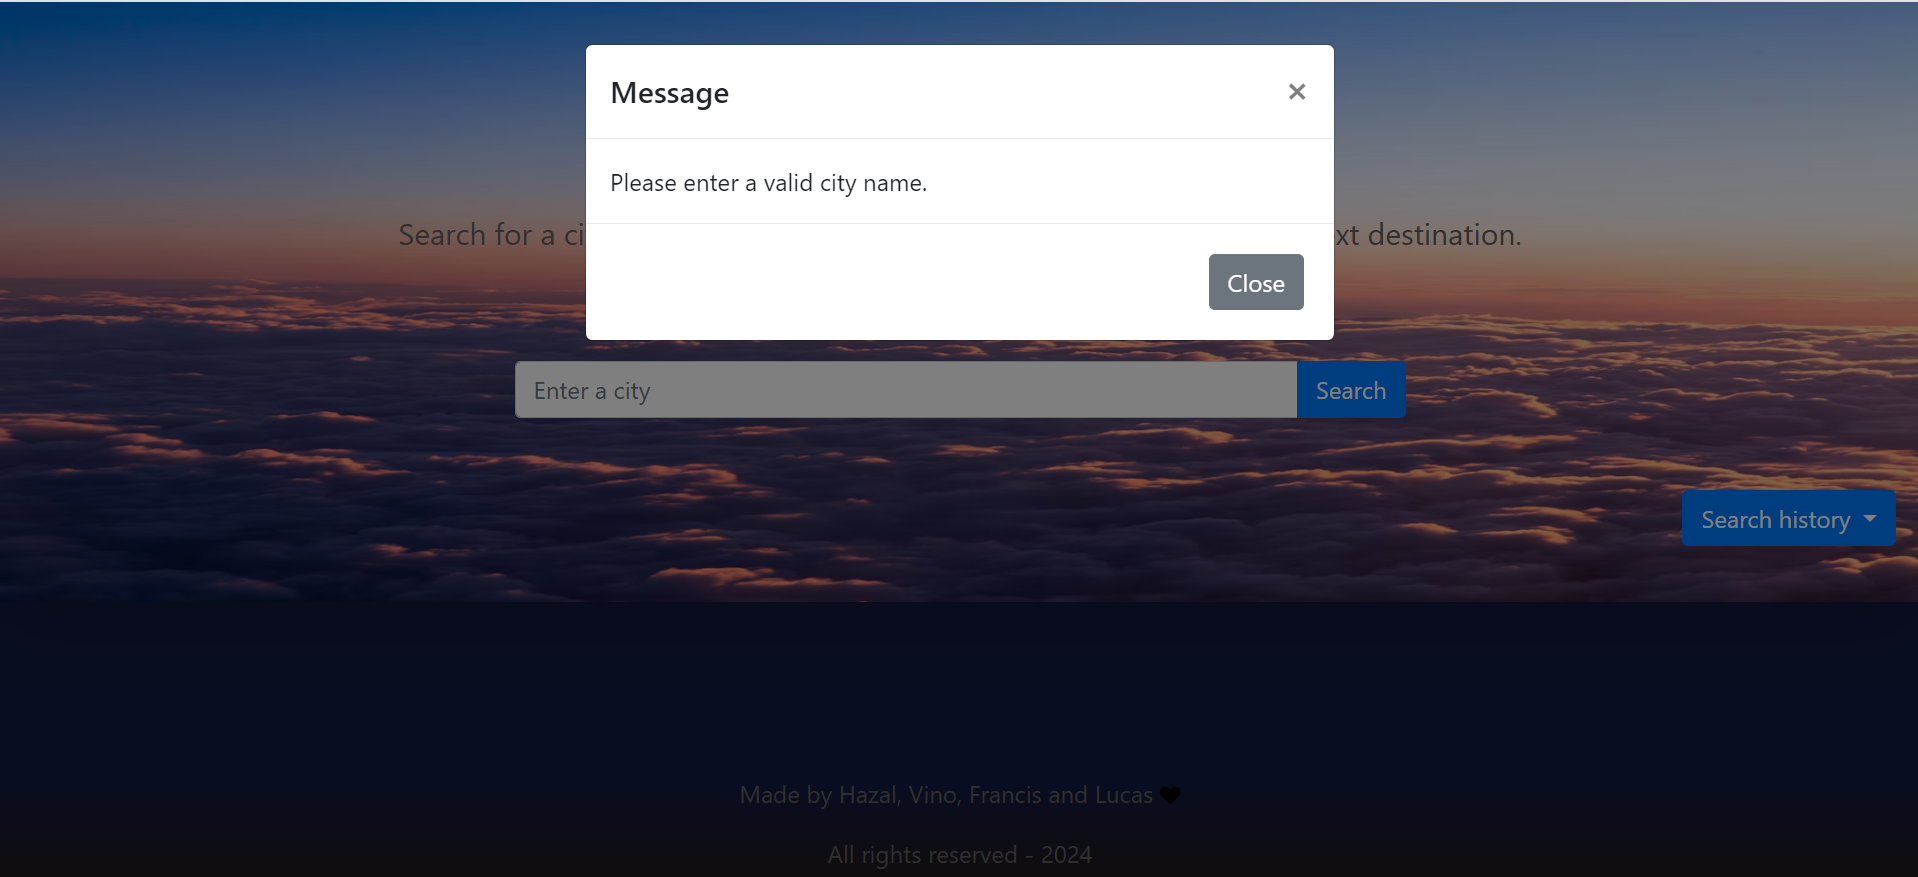 Message ×
Please enter a valid city name.
Search for a ci xt destination.
Close
Enter a city Search
Search history
Made by Hazal, Vino, Francis and Lucas ♥
All rights reserved - 2024